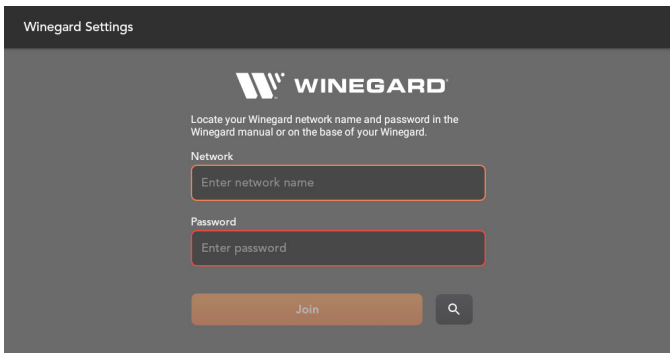 Winegard Settings
WINEGARD
Locate your Winegard network name and password in the
Winegard manual or on the base of your Winegard.
Network
Enter network name
Password
Enter password
Join